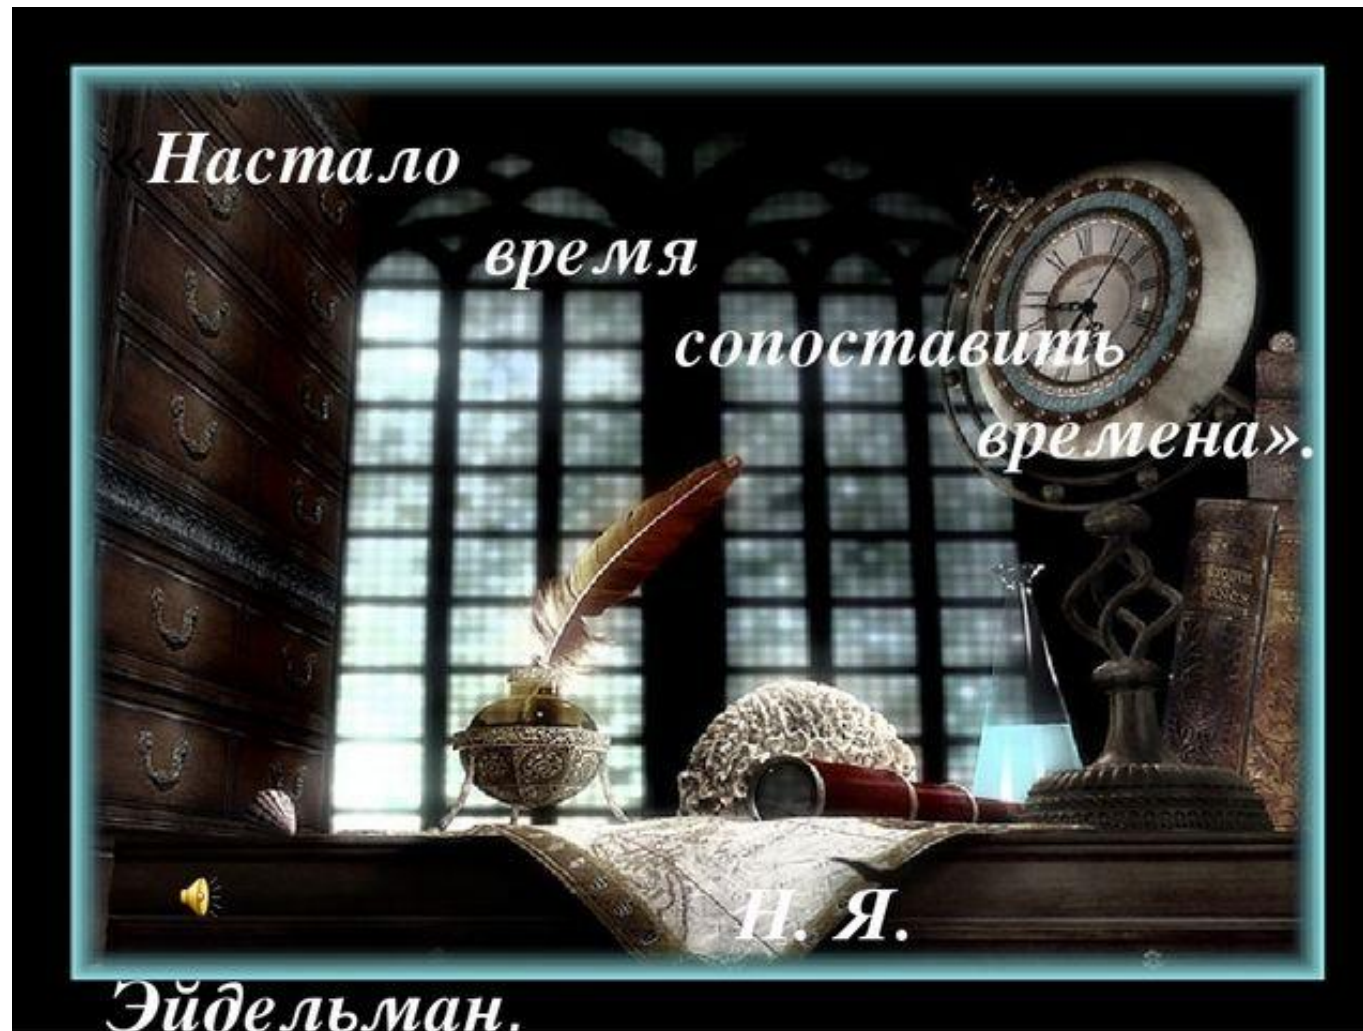 «Настало
время
сопоставить
времена».
Н. Я.
Эйдельман.